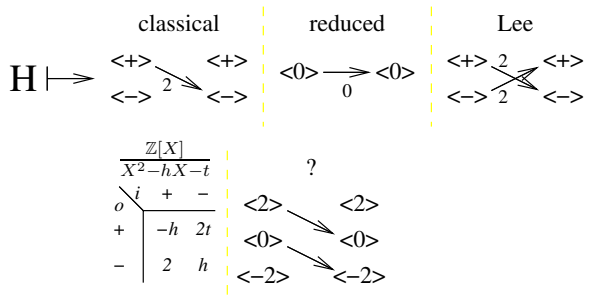 classical reduced Lee
<+> <+> <0> <0> <+> 2 <+>
H 2 0
<−> <−> <−> 2 <−>
ℤ[X]
X²−hX−t
?
i + −
o
<2> <2>
+ −h 2t
<0> <0>
− 2 h
<−2> <−2>